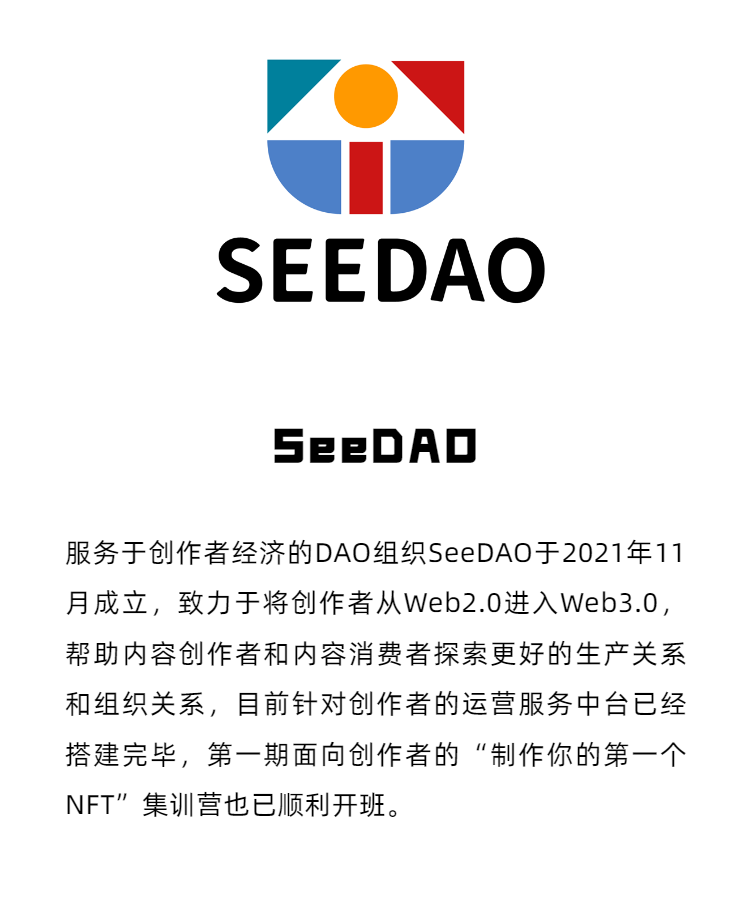 SEEDAO
SeeDAO
服务于创作者经济的DAO组织SeeDAO于2021年11
月成立，致力于将创作者从Web2.0进入Web3.0，
帮助内容创作者和内容消费者探索更好的生产关系
和组织关系，目前针对创作者的运营服务中台已经
搭建完毕，第一期面向创作者的“制作你的第一个
NFT”集训营也已顺利开班。